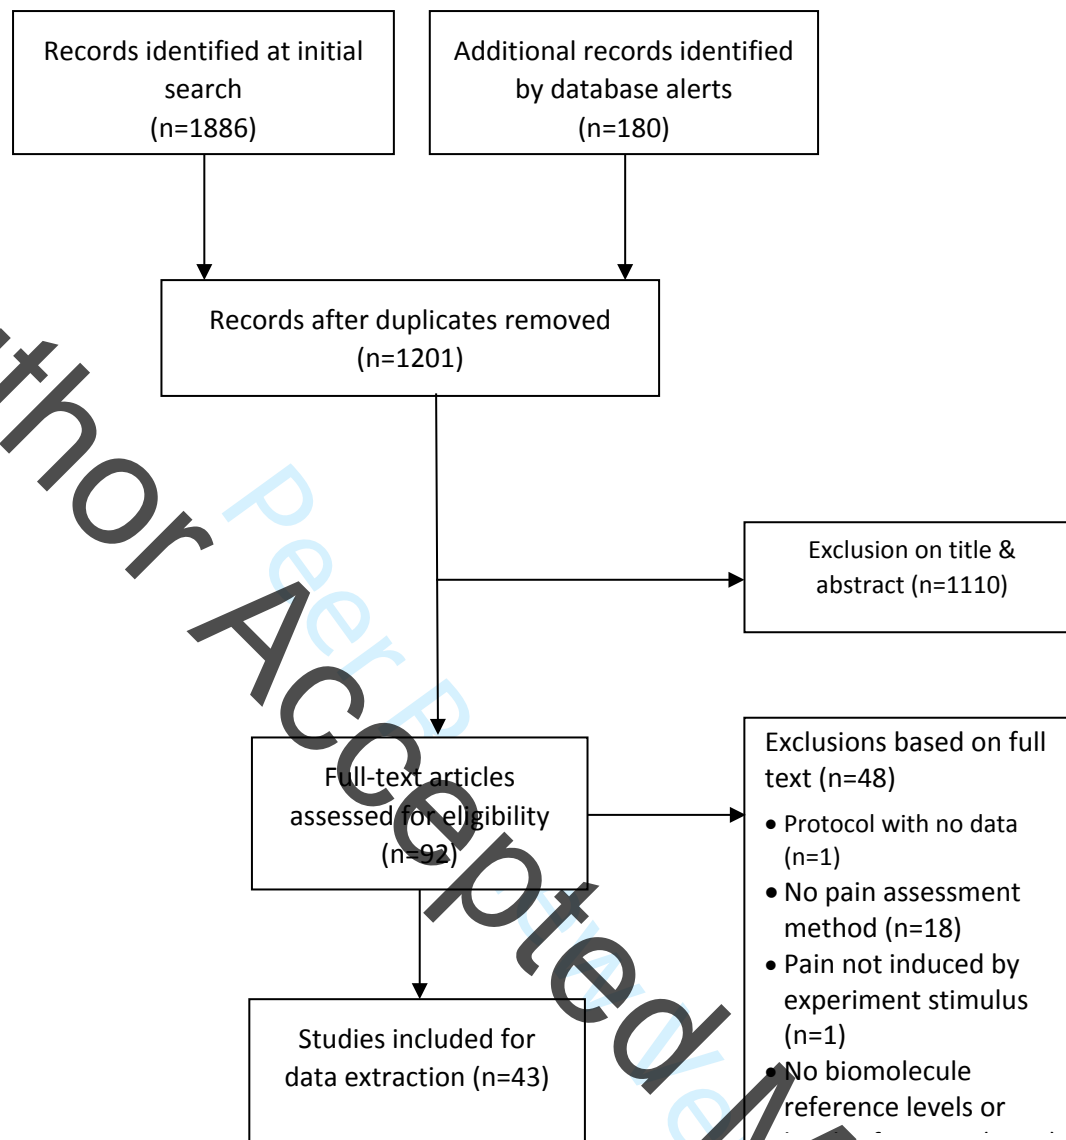 Records identified at initial
search
(n=1886)
Additional records identified
by database alerts
(n=180)
Records after duplicates removed
(n=1201)
Exclusion on title &
abstract (n=1110)
Full-text articles
assessed for eligibility
(n=92)
Exclusions based on full
text (n=48)
• Protocol with no data
(n=1)
• No pain assessment
method (n=18)
• Pain not induced by
experiment stimulus
(n=1)
• No biomolecule
reference levels or
Studies included for
data extraction (n=43)
Accepted
Peer